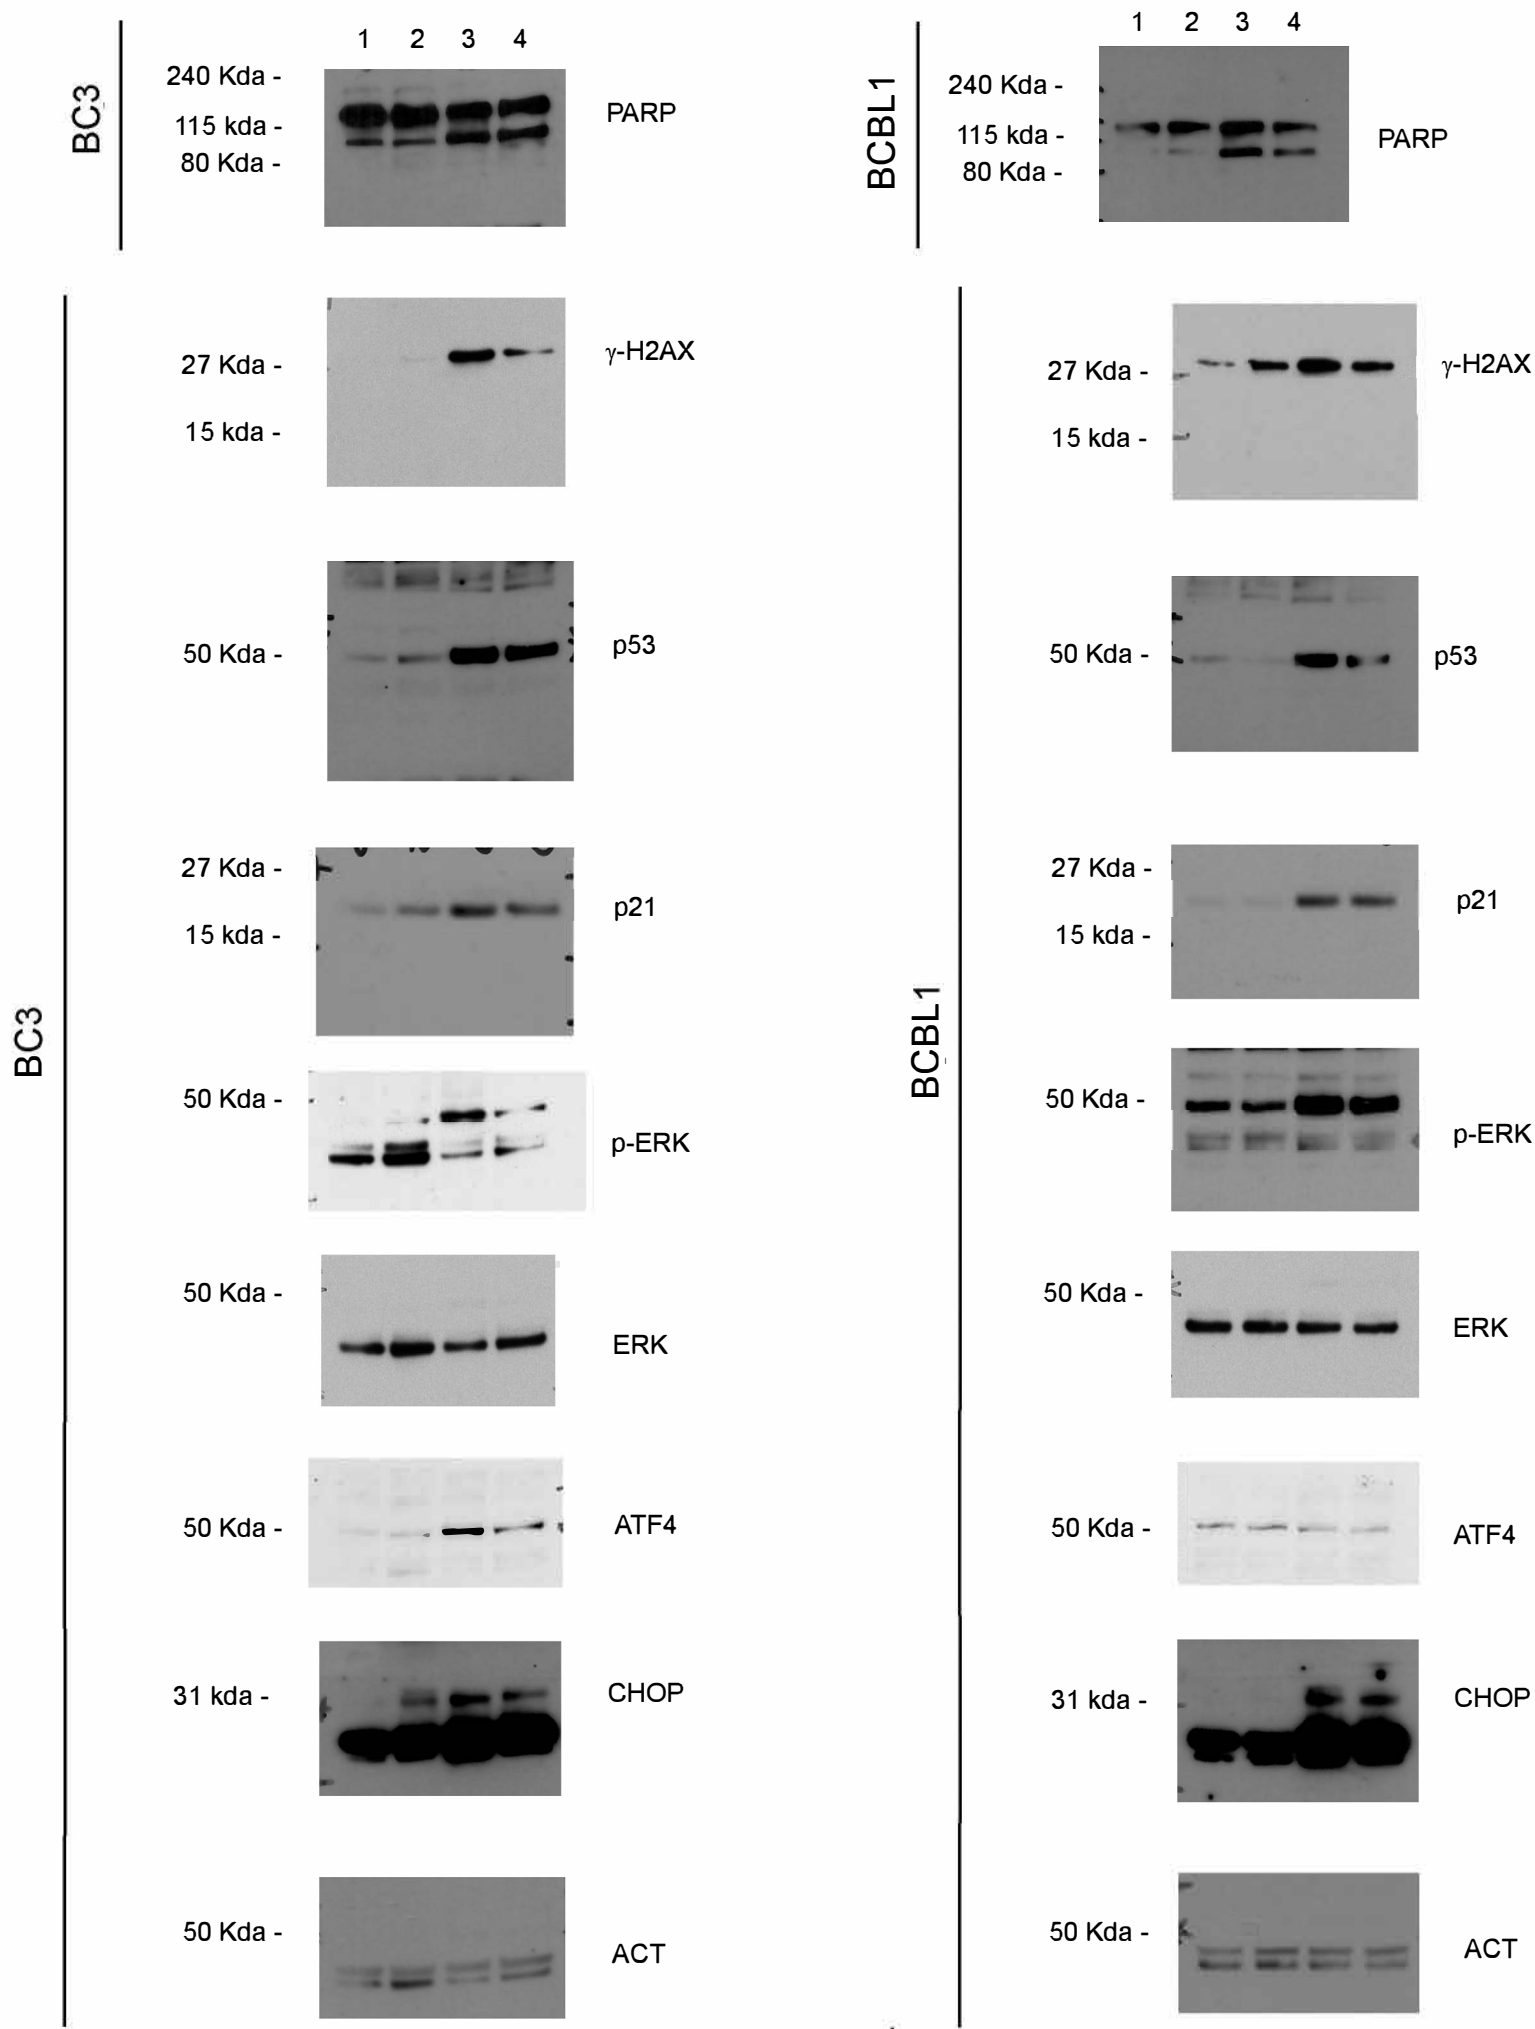 BC3
1 2 3 4
240 Kda -
115 kda -
80 Kda -
PARP
BCBL1
1 2 3 4
240 Kda -
115 kda -
80 Kda -
PARP
BC3
27 Kda -
15 kda -
γ-H2AX
50 Kda -
p53
27 Kda -
15 kda -
p21
50 Kda -
p-ERK
50 Kda -
ERK
50 Kda -
ATF4
31 kda -
CHOP
50 Kda -
ACT
BCBL1
27 Kda -
15 kda -
γ-H2AX
50 Kda -
p53
27 Kda -
15 kda -
p21
50 Kda -
p-ERK
50 Kda -
ERK
50 Kda -
ATF4
31 kda -
CHOP
50 Kda -
ACT